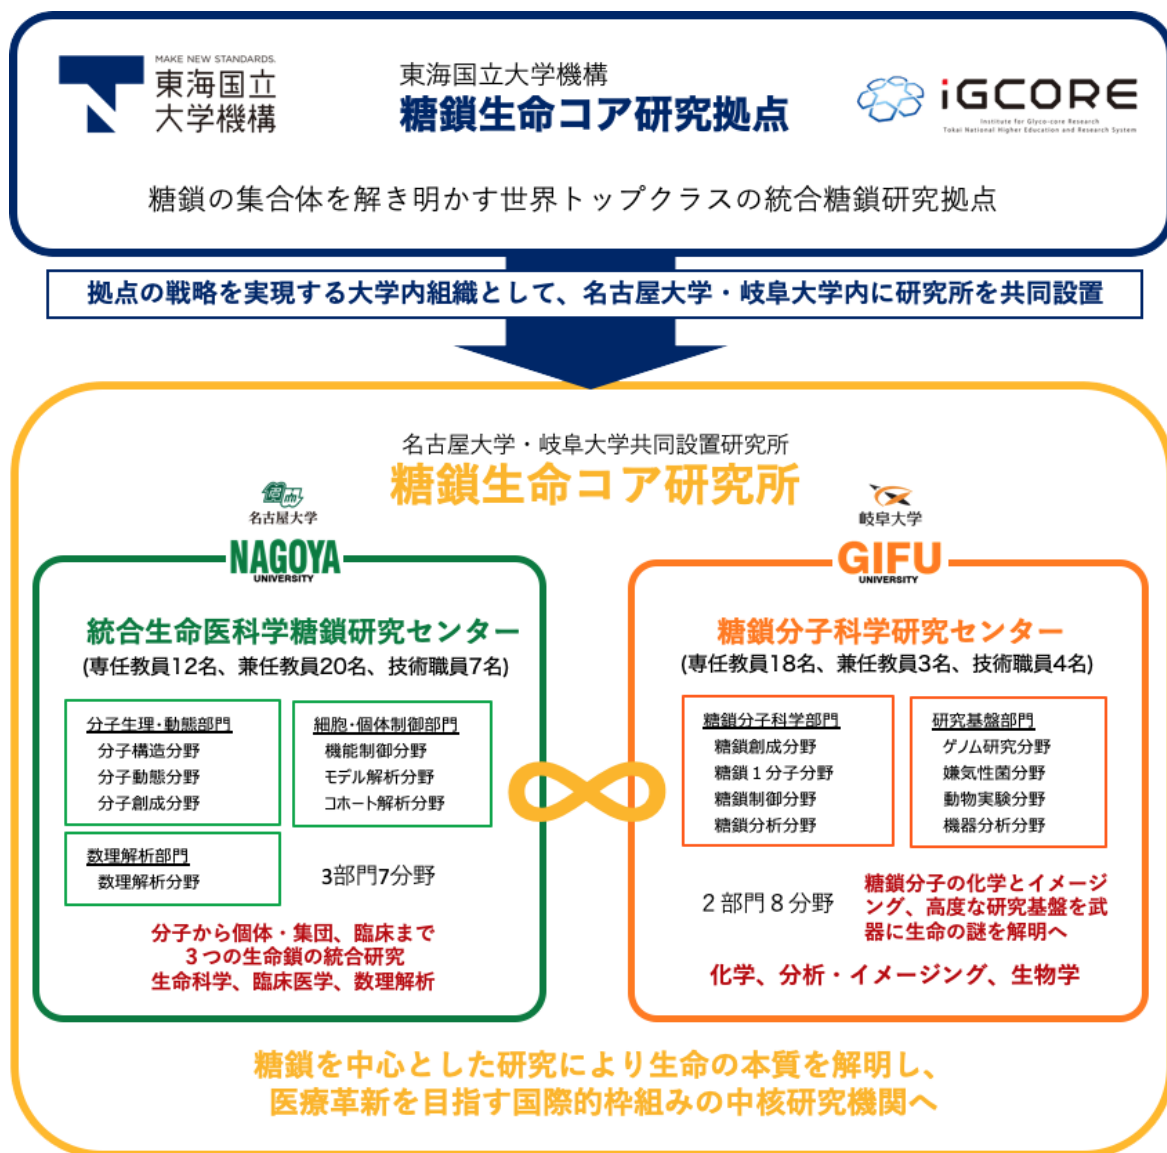 MAKE NEW STANDARDS.
東海国立
大学機構
東海国立大学機構
糖鎖生命コア研究拠点
iGCORE
Institute for Glyco-core Research
Tokai National Higher Education and Research System
糖鎖の集合体を解き明かす世界トップクラスの統合糖鎖研究拠点
拠点の戦略を実現する大学内組織として、名古屋大学・岐阜大学内に研究所を共同設置
名古屋大学・岐阜大学共同設置研究所
糖鎖生命コア研究所
名古屋大学
NAGOYA
UNIVERSITY
統合生命医科学糖鎖研究センター
(専任教員12名、兼任教員20名、技術職員7名)
分子生理・動態部門
分子構造分野
分子動態分野
分子創成分野
細胞・個体制御部門
機能制御分野
モデル解析分野
コホート解析分野
数理解析部門
数理解析分野
3部門7分野
分子から個体・集団、臨床まで
３つの生命鎖の統合研究
生命科学、臨床医学、数理解析
岐阜大学
GIFU
UNIVERSITY
糖鎖分子科学研究センター
(専任教員18名、兼任教員3名、技術職員4名)
糖鎖分子科学部門
糖鎖創成分野
糖鎖１分子分野
糖鎖制御分野
糖鎖分析分野
研究基盤部門
ゲノム研究分野
嫌気性菌分野
動物実験分野
機器分析分野
２部門８分野
糖鎖分子の化学とイメージ
ング、高度な研究基盤を武
器に生命の謎を解明へ
化学、分析・イメージング、生物学
糖鎖を中心とした研究により生命の本質を解明し、
医療革新を目指す国際的枠組みの中核研究機関へ